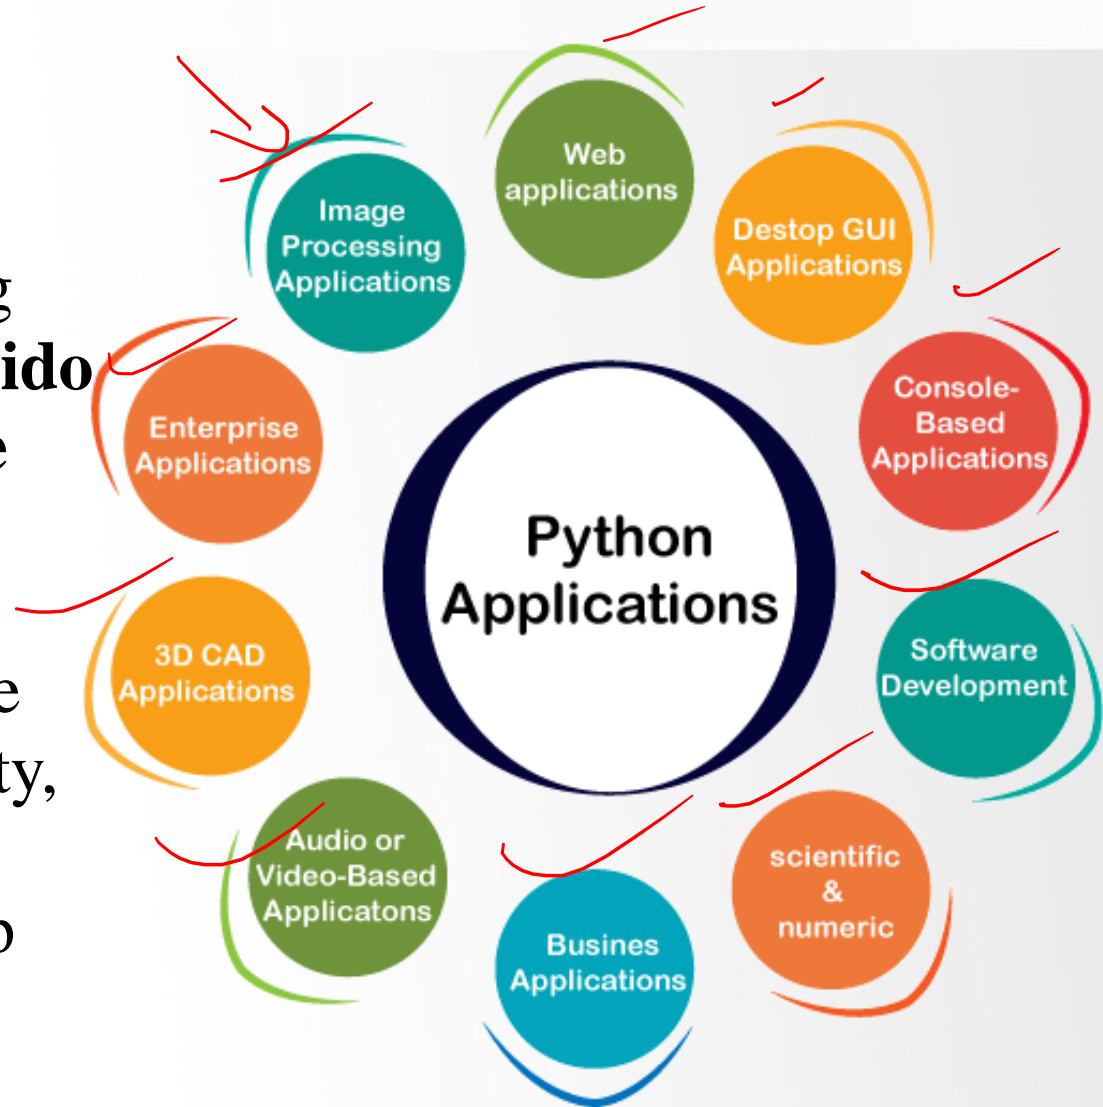 g
ido
e
e
ty,
Python
Applications
Web
applications
Destop GUI
Applications
Console-
Based
Applications
Software
Development
scientific
&
numeric
Busines
Applications
Audio or
Video-Based
Applicatons
3D CAD
Applications
Enterprise
Applications
Image
Processing
Applications